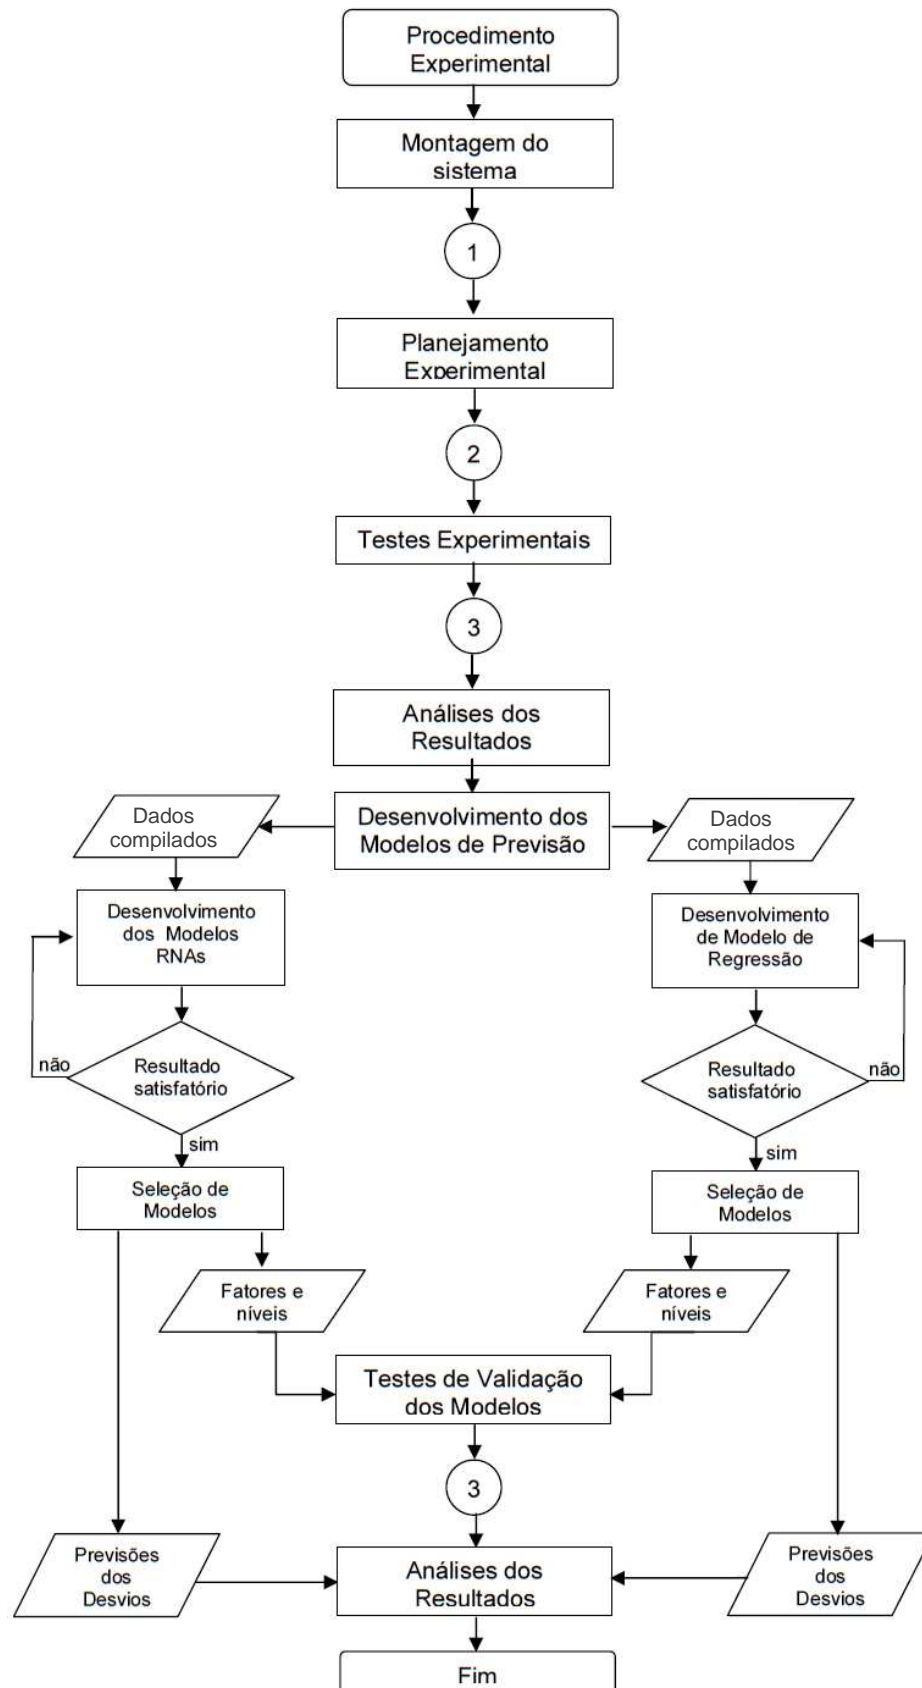 Procedimento
Experimental
Montagem do
sistema
1
Planejamento
Experimental
2
Testes Experimentais
3
Análises dos
Resultados
Desenvolvimento dos
Modelos de Previsão
Dados
compilados
Dados
compilados
Desenvolvimento
dos Modelos
RNAs
Desenvolvimento
de Modelo de
Regressão
Resultado
satisfatório
não
sim
Resultado
satisfatório
não
sim
Seleção de
Modelos
Seleção de
Modelos
Fatores e
níveis
Fatores e
níveis
Testes de Validação
dos Modelos
3
Previsões
dos
Desvios
Análises dos
Resultados
Previsões
dos
Desvios
Fim